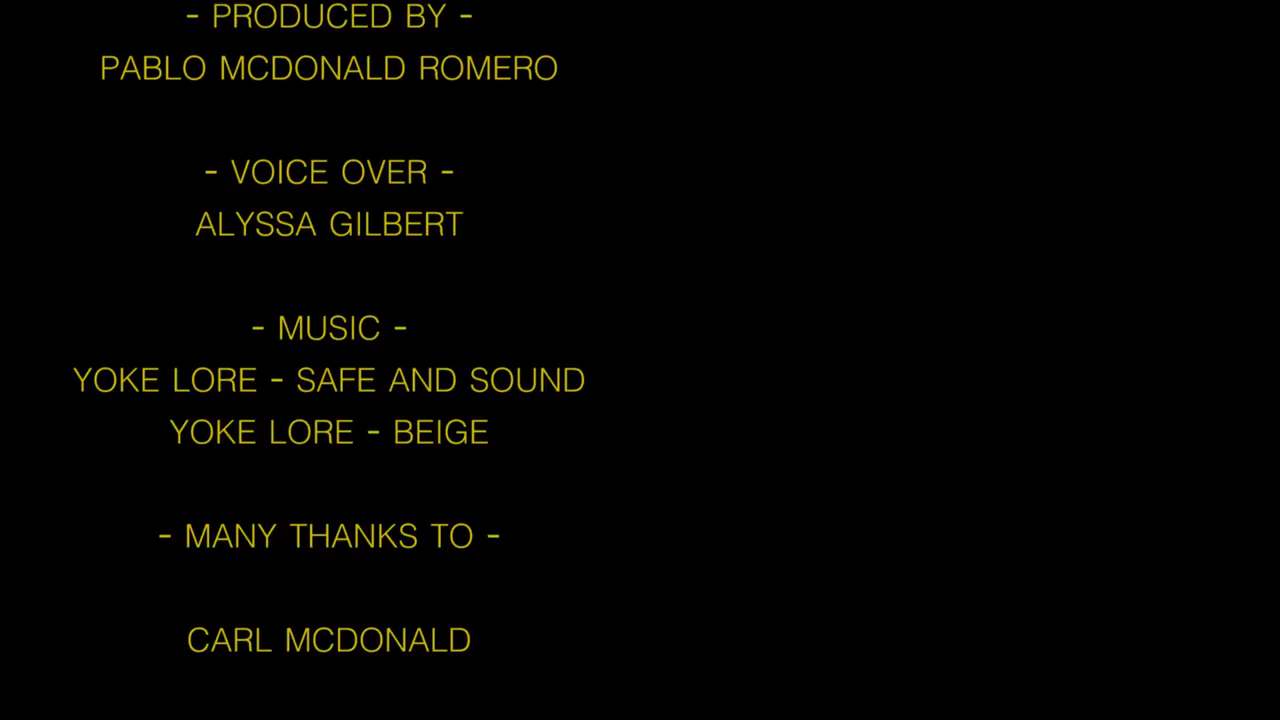 - PRODUCED BY -
PABLO MCDONALD ROMERO
- VOICE OVER -
ALYSSA GILBERT
- MUSIC -
YOKE LORE - SAFE AND SOUND
YOKE LORE - BEIGE
- MANY THANKS TO -
CARL MCDONALD